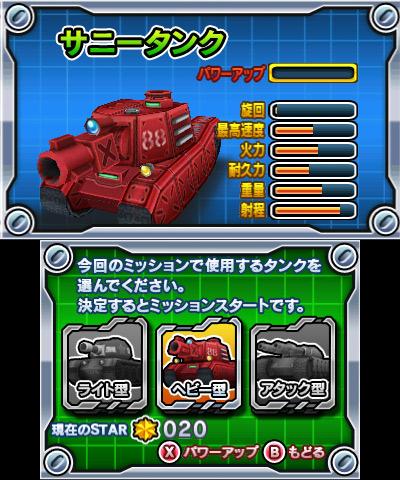 サニータンク
パワーアップ
旋回
最高速度
火力
耐久力
重量
射程
88
今回のミッションで使用するタンクを
選んでください。
決定するとミッションスタートです。
ライト型
ヘビー型
アタック型
現在のSTAR 020
X パワーアップ B もどる